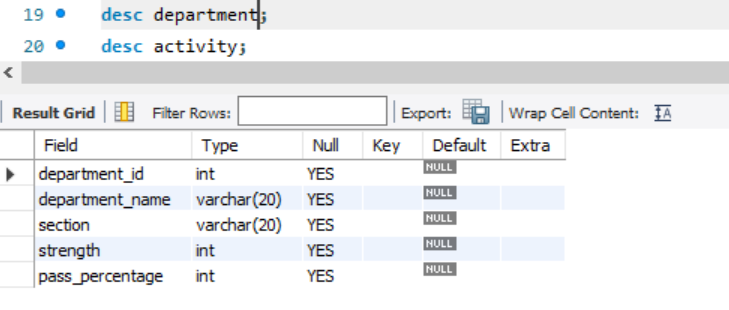 19 desc department;
20 desc activity;
Result Grid Filter Rows: Export: Wrap Cell Content:
Field Type Null Key Default Extra
department_id int YES NULL
department_name varchar(20) YES NULL
section varchar(20) YES NULL
strength int YES NULL
pass_percentage int YES NULL